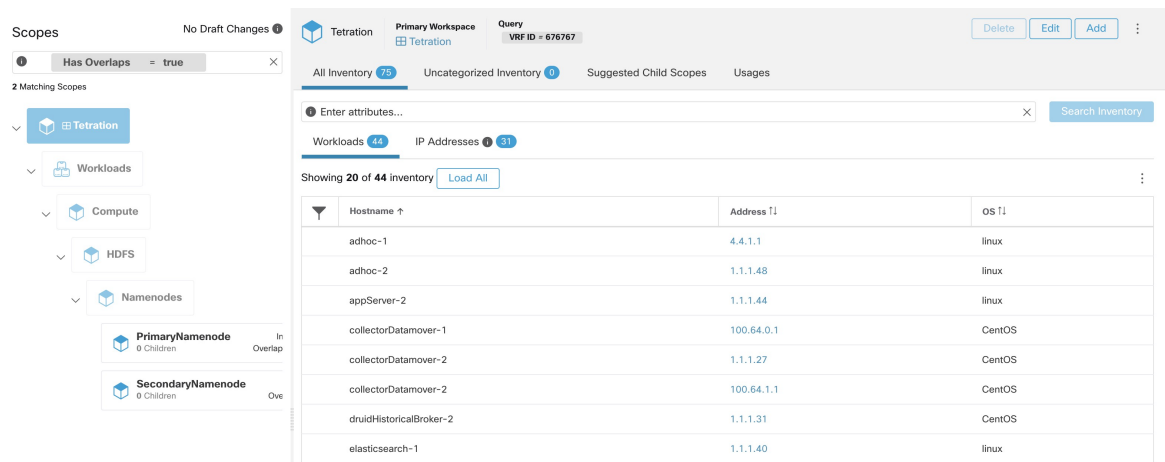 Scopes
No Draft Changes
Has Overlaps = true
2 Matching Scopes
Tetration
Workloads
Compute
HDFS
Namenodes
PrimaryNamenode In
0 Children Overlap
SecondaryNamenode
0 Children Ove
Tetration
Primary Workspace
Tetration
Query
VRF ID = 676767
Delete Edit Add
All Inventory 75 Uncategorized Inventory 0 Suggested Child Scopes Usages
Enter attributes...
Search Inventory
Workloads 44 IP Addresses 31
Showing 20 of 44 inventory Load All
Hostname ↑ Address ↑↓ OS ↑↓
adhoc-1 4.4.1.1 linux
adhoc-2 1.1.1.48 linux
appServer-2 1.1.1.44 linux
collectorDatamover-1 100.64.0.1 CentOS
collectorDatamover-2 1.1.1.27 CentOS
collectorDatamover-2 100.64.1.1 CentOS
druidHistoricalBroker-2 1.1.1.31 CentOS
elasticsearch-1 1.1.1.40 linux